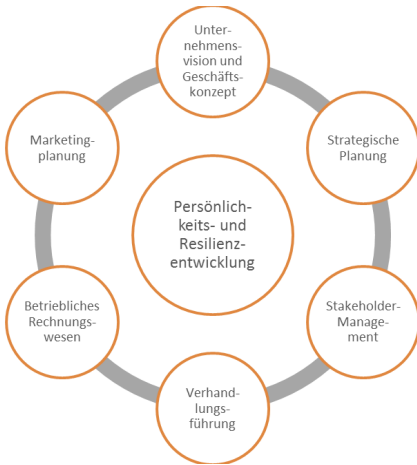 Unter-
nehmens-
vision und
Geschäfts-
konzept
Strategische
Planung
Stakeholder-
Manage-
ment
Verhand-
lungs-
führung
Betriebliches
Rechnungs-
wesen
Marketing-
planung
Persönlich-
keits- und
Resilienz-
entwicklung